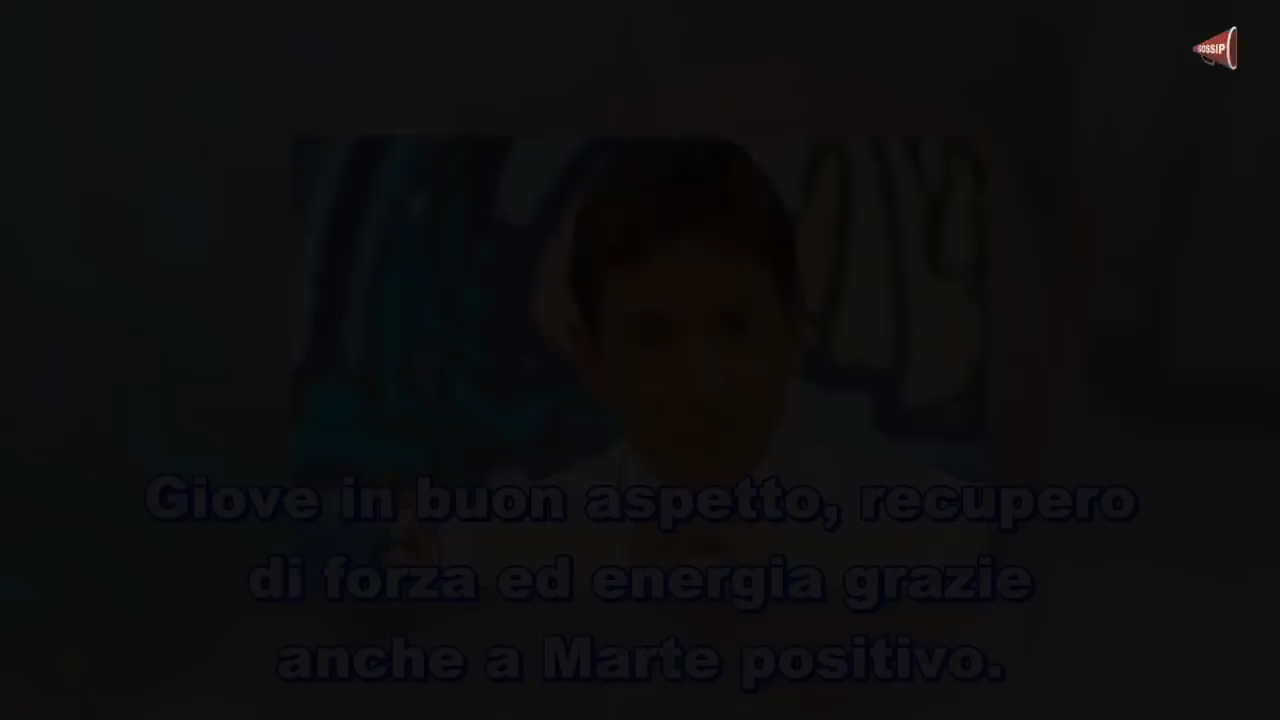 GOSSIP
Giove in buon aspetto, recupero
di forza ed energia grazie
anche a Marte positivo.